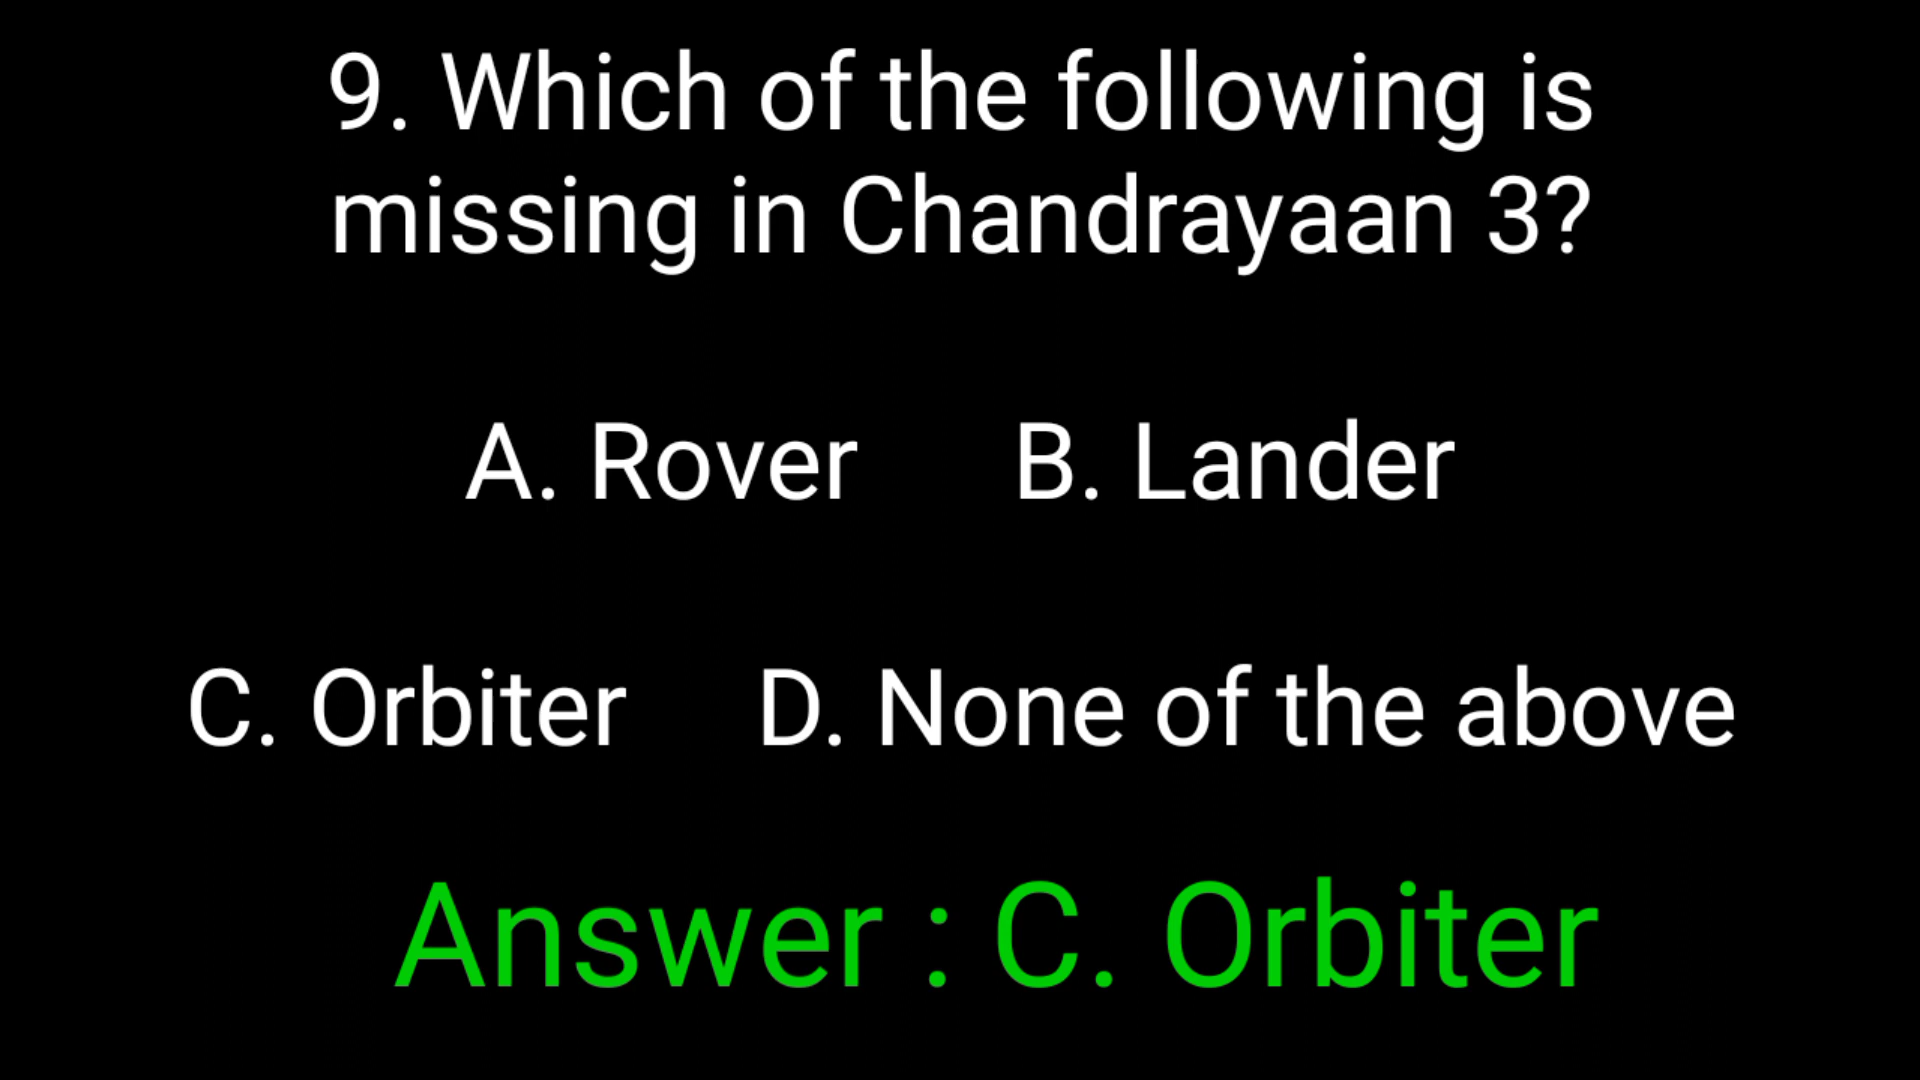 9. Which of the following is
missing in Chandrayaan 3?
A. Rover B. Lander
C. Orbiter D. None of the above
Answer : C. Orbiter